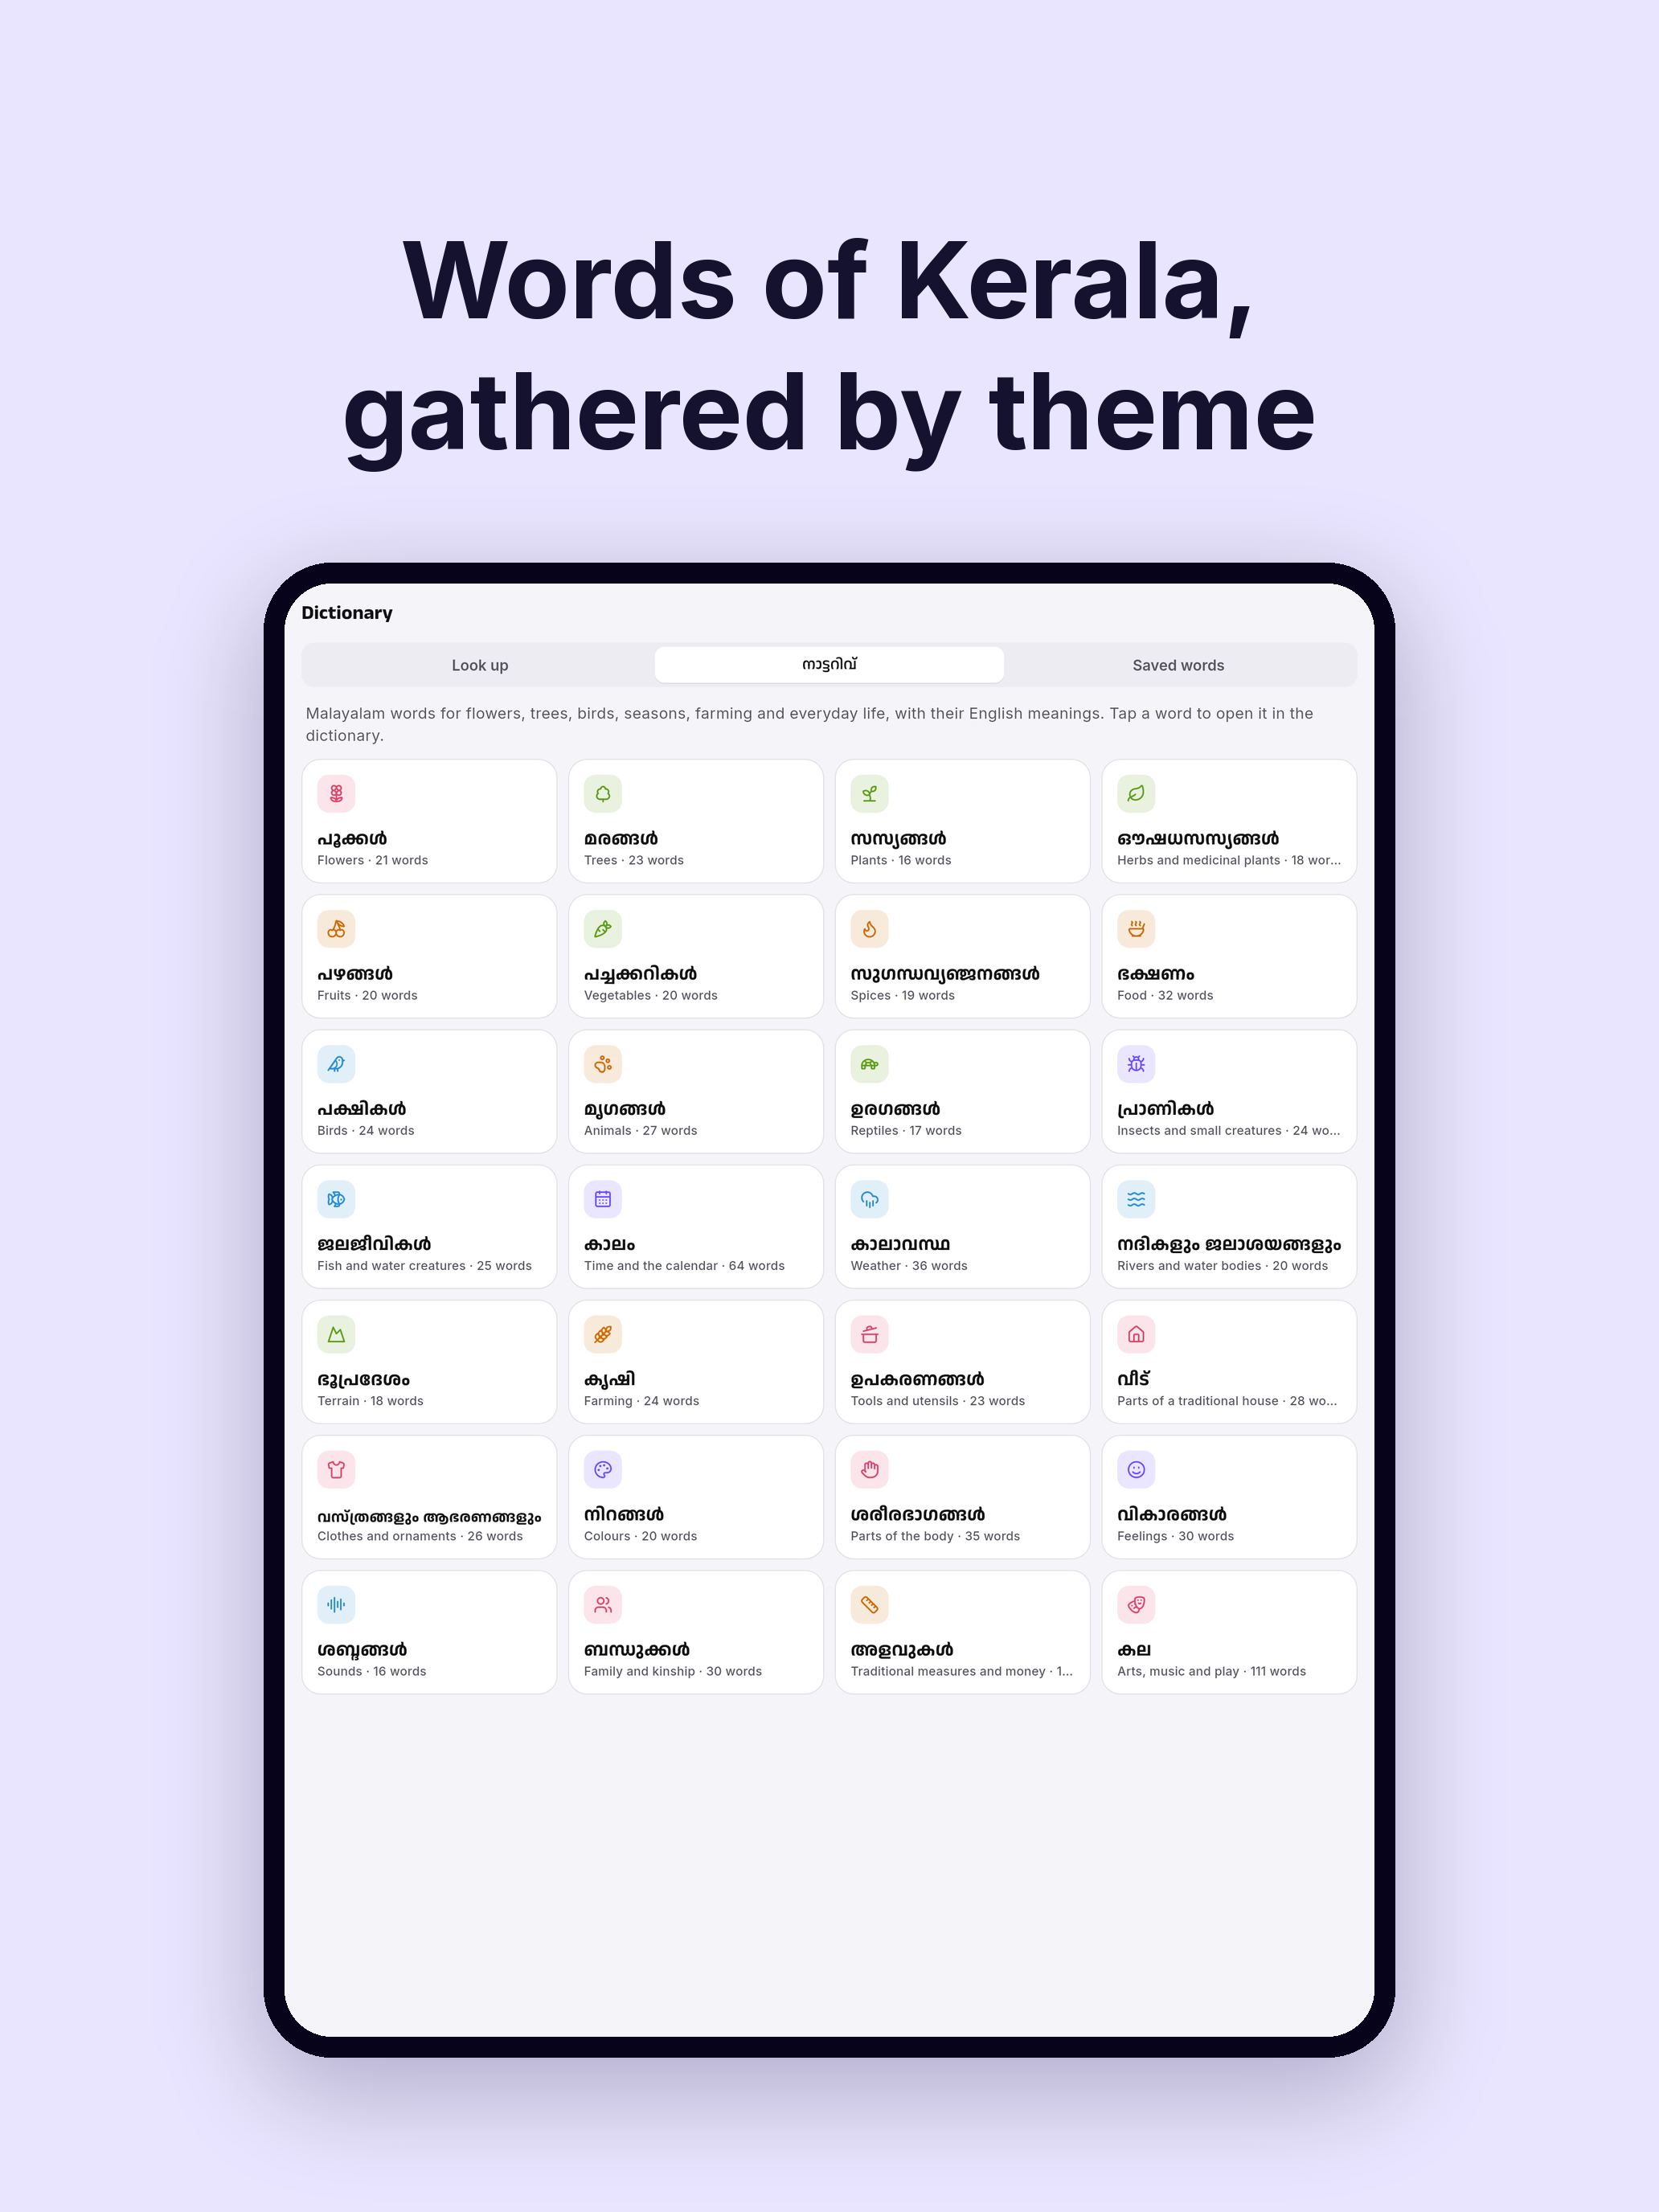 Words of Kerala,
gathered by theme
Dictionary
Look up
നാട്ടറിവ്
Saved words
Malayalam words for flowers, trees, birds, seasons, farming and everyday life, with their English meanings. Tap a word to open it in the
dictionary.
പൂക്കൾ
Flowers · 21 words
മരങ്ങൾ
Trees · 23 words
സസ്യങ്ങൾ
Plants · 16 words
ഔഷധസസ്യങ്ങൾ
Herbs and medicinal plants · 18 wor...
പഴങ്ങൾ
Fruits · 20 words
പച്ചക്കറികൾ
Vegetables · 20 words
സുഗന്ധവ്യഞ്ജനങ്ങൾ
Spices · 19 words
ഭക്ഷണം
Food · 32 words
പക്ഷികൾ
Birds · 24 words
മൃഗങ്ങൾ
Animals · 27 words
ഉരഗങ്ങൾ
Reptiles · 17 words
പ്രാണികൾ
Insects and small creatures · 24 wo...
ജലജീവികൾ
Fish and water creatures · 25 words
കാലം
Time and the calendar · 64 words
കാലാവസ്ഥ
Weather · 36 words
നദികളും ജലാശയങ്ങളും
Rivers and water bodies · 20 words
ഭൂപ്രദേശം
Terrain · 18 words
കൃഷി
Farming · 24 words
ഉപകരണങ്ങൾ
Tools and utensils · 23 words
വീട്
Parts of a traditional house · 28 wo...
വസ്ത്രങ്ങളും ആഭരണങ്ങളും
Clothes and ornaments · 26 words
നിറങ്ങൾ
Colours · 20 words
ശരീരഭാഗങ്ങൾ
Parts of the body · 35 words
വികാരങ്ങൾ
Feelings · 30 words
ശബ്ദങ്ങൾ
Sounds · 16 words
ബന്ധുക്കൾ
Family and kinship · 30 words
അളവുകൾ
Traditional measures and money · 1...
കല
Arts, music and play · 111 words